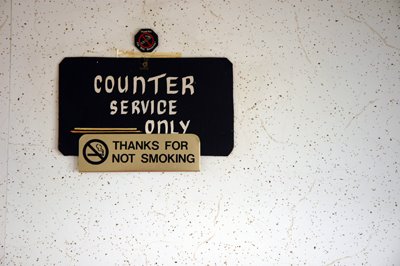 COUNTER
SERVICE
ONLY
THANKS FOR
NOT SMOKING